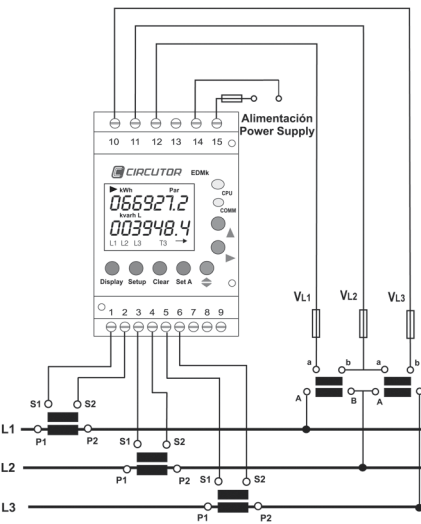 10 11 12 13 14 15
Alimentación
Power Supply
CIRCUTOR EDMk
kWh Par
CPU
066927.2
COMM
kvarh L
003948.4
L1 L2 L3 T3
Display Setup Clear Set A
1 2 3 4 5 6 7 8 9
VL1 VL2 VL3
a b a b
S1 S2
A B A
L1 P1 P2
S1 S2
L2 P1 P2
S1 S2
L3 P1 P2